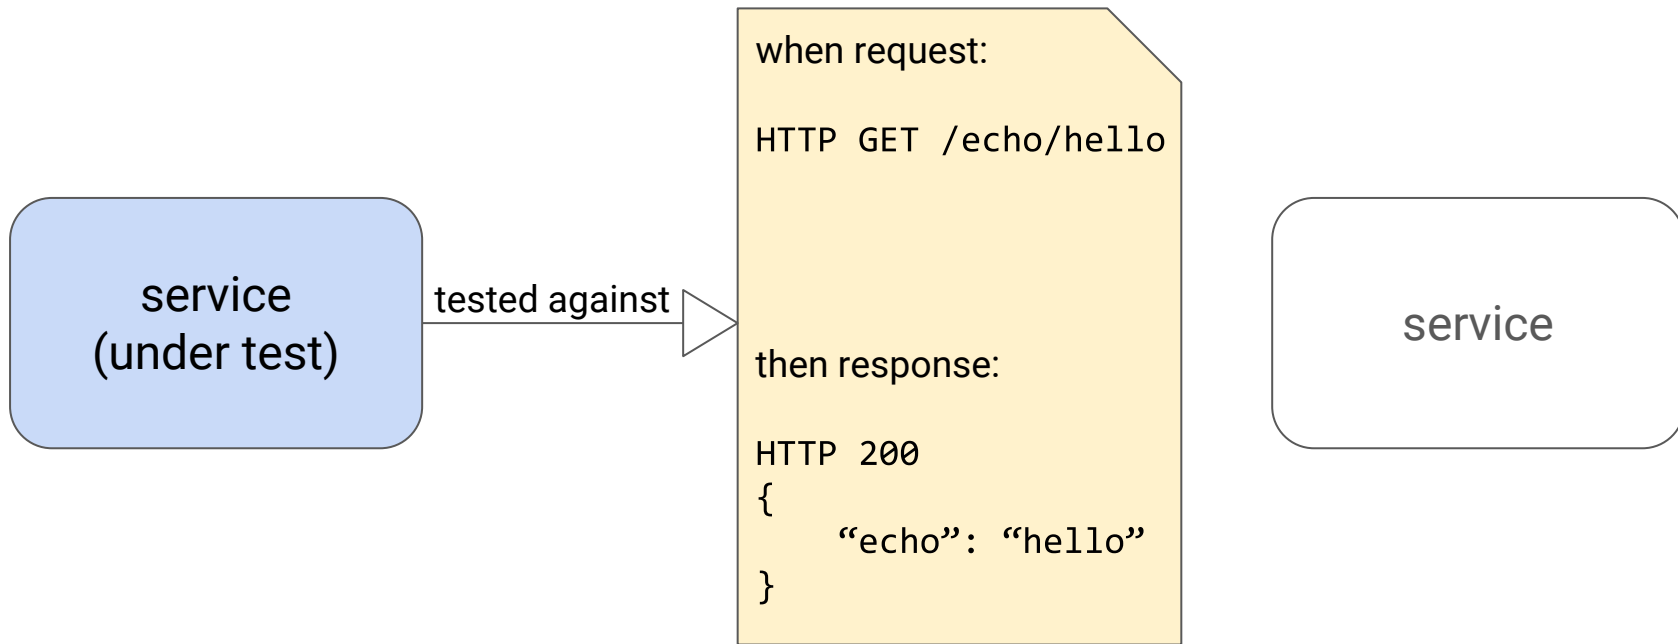 service
(under test)
tested against
when request:
HTTP GET /echo/hello
then response:
HTTP 200
{
“echo”: “hello”
}
service